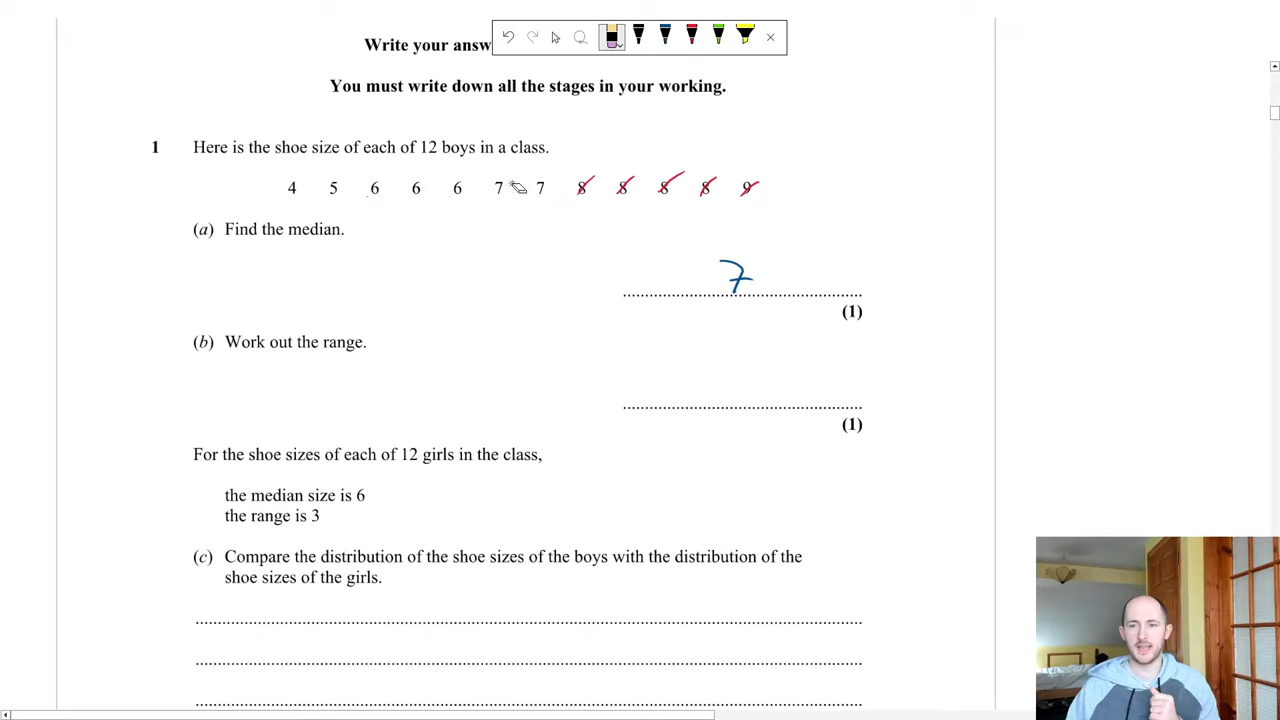 Write your answ
You must write down all the stages in your working.
1 Here is the shoe size of each of 12 boys in a class.
4 5 6 6 6 7 7 8 8 8 8 9
(a) Find the median.
7
(1)
(b) Work out the range.
(1)
For the shoe sizes of each of 12 girls in the class,
the median size is 6
the range is 3
(c) Compare the distribution of the shoe sizes of the boys with the distribution of the
shoe sizes of the girls.